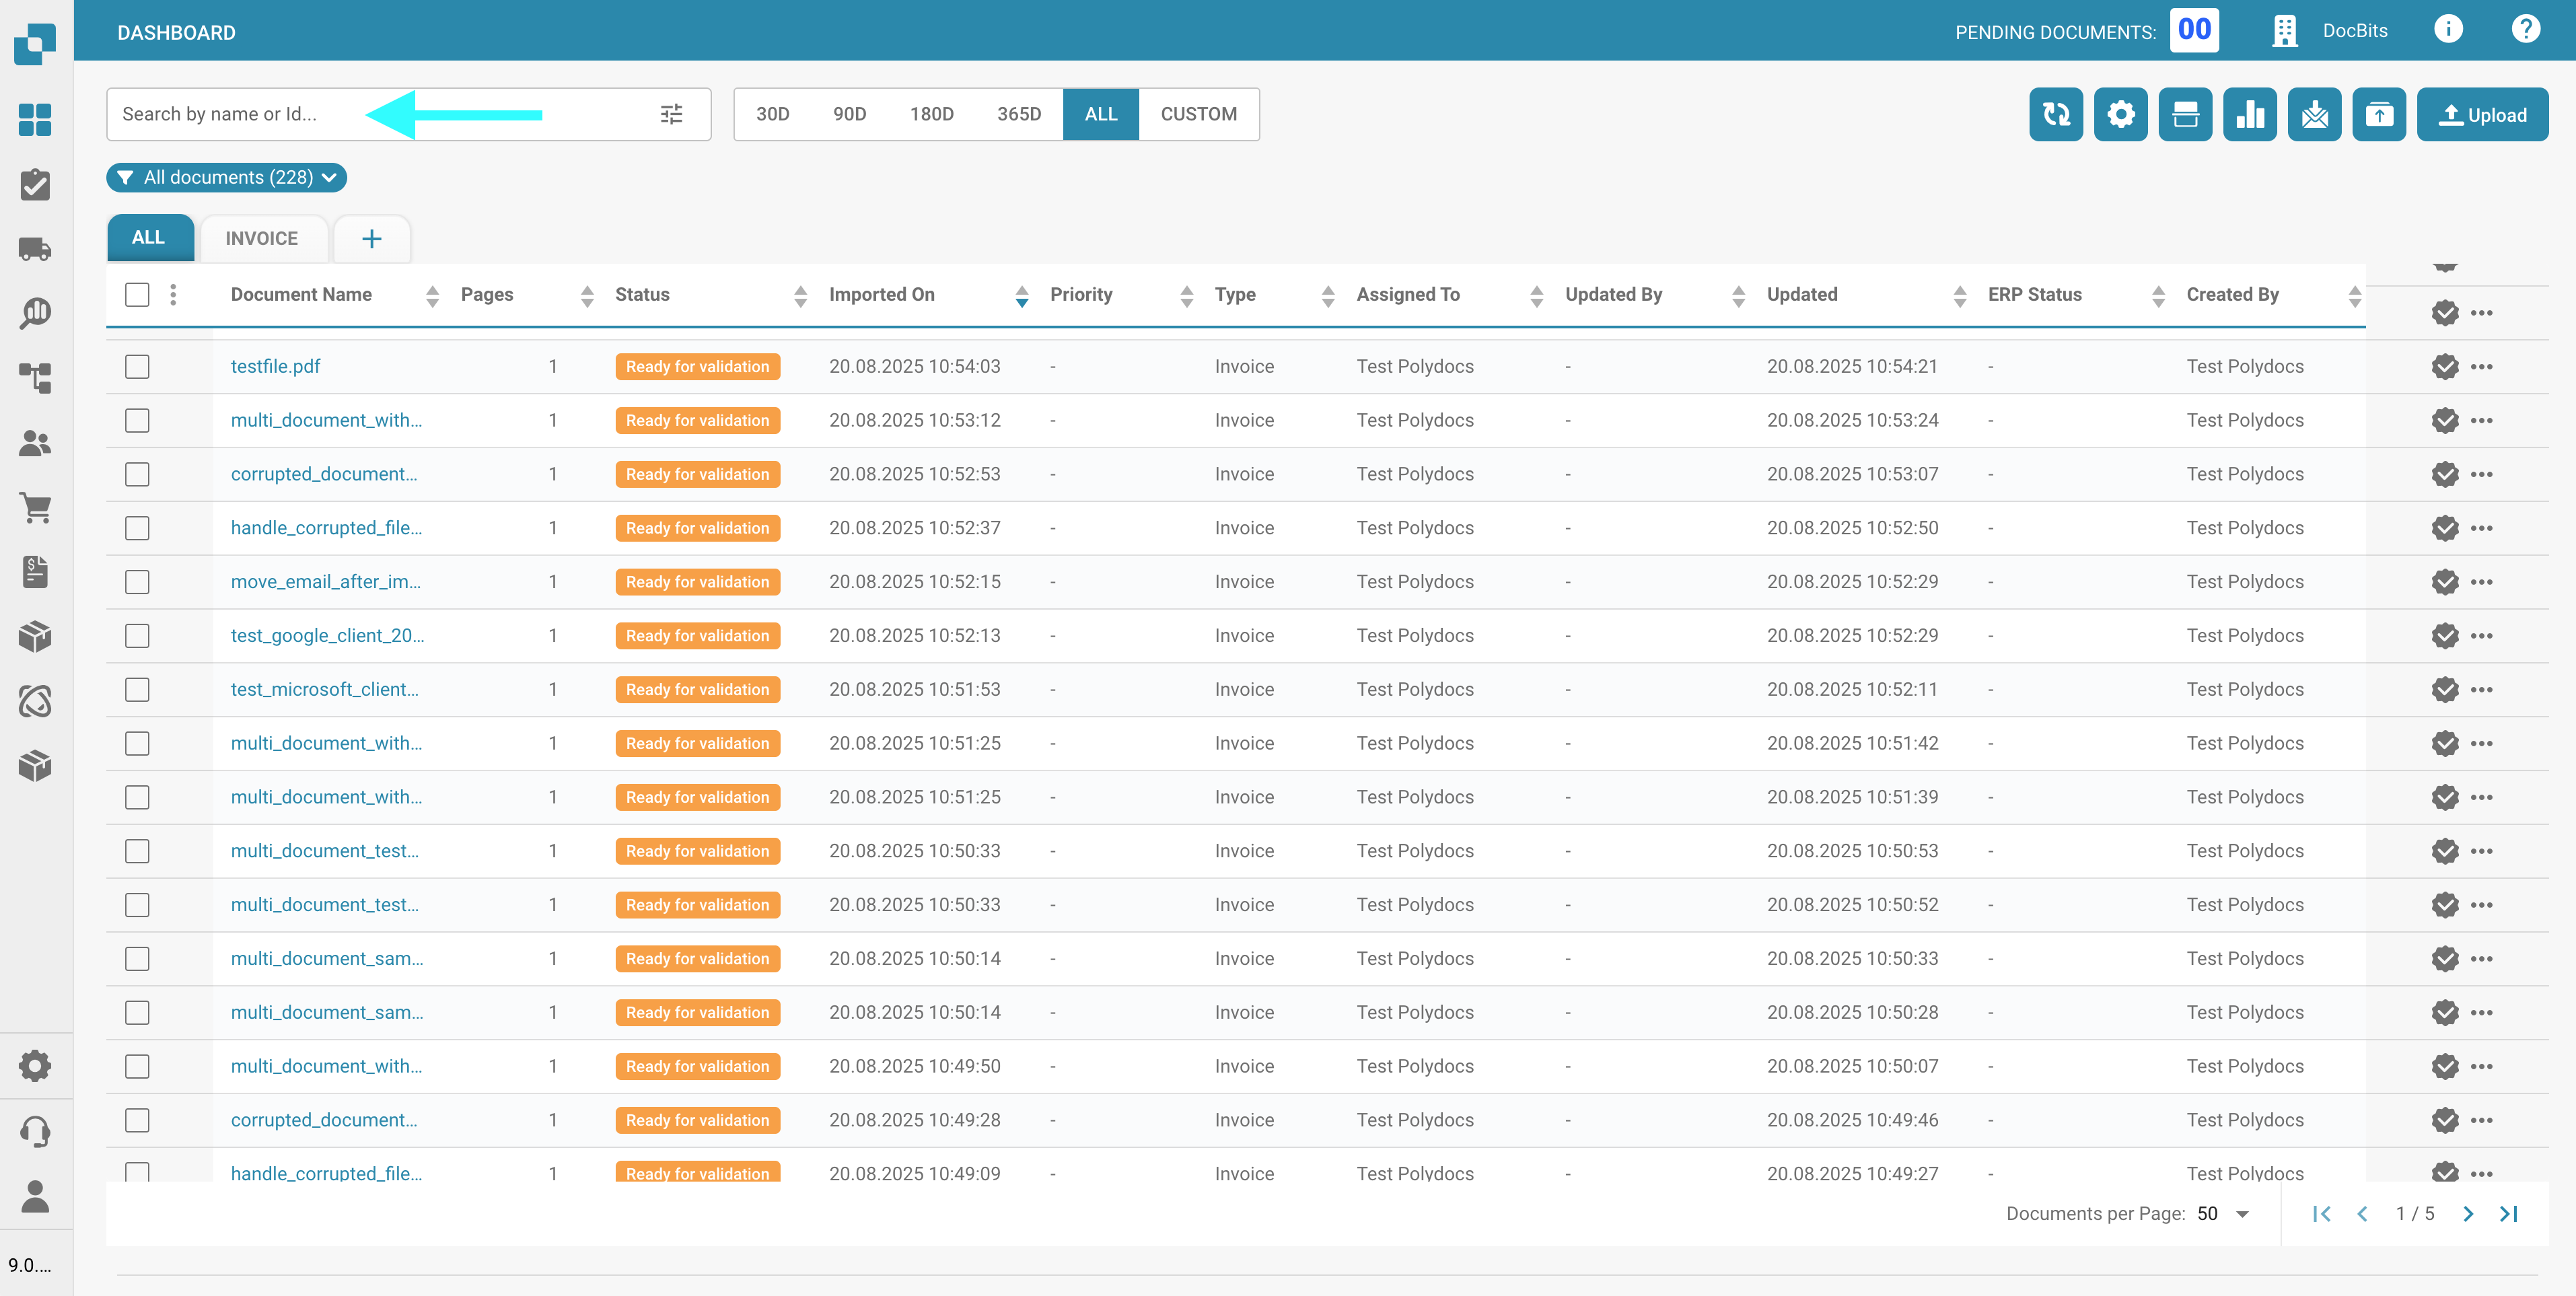 DASHBOARD
PENDING DOCUMENTS: 00 DocBits
Search by name or Id... 30D 90D 180D 365D ALL CUSTOM Upload
All documents (228)
ALL INVOICE +
Document Name Pages Status Imported On Priority Type Assigned To Updated By Updated ERP Status Created By
testfile.pdf 1 Ready for validation 20.08.2025 10:54:03 - Invoice Test Polydocs - 20.08.2025 10:54:21 - Test Polydocs
multi_document_with... 1 Ready for validation 20.08.2025 10:53:12 - Invoice Test Polydocs - 20.08.2025 10:53:24 - Test Polydocs
corrupted_document... 1 Ready for validation 20.08.2025 10:52:53 - Invoice Test Polydocs - 20.08.2025 10:53:07 - Test Polydocs
handle_corrupted_file... 1 Ready for validation 20.08.2025 10:52:37 - Invoice Test Polydocs - 20.08.2025 10:52:50 - Test Polydocs
move_email_after_im... 1 Ready for validation 20.08.2025 10:52:15 - Invoice Test Polydocs - 20.08.2025 10:52:29 - Test Polydocs
test_google_client_20... 1 Ready for validation 20.08.2025 10:52:13 - Invoice Test Polydocs - 20.08.2025 10:52:29 - Test Polydocs
test_microsoft_client... 1 Ready for validation 20.08.2025 10:51:53 - Invoice Test Polydocs - 20.08.2025 10:52:11 - Test Polydocs
multi_document_with... 1 Ready for validation 20.08.2025 10:51:25 - Invoice Test Polydocs - 20.08.2025 10:51:42 - Test Polydocs
multi_document_with... 1 Ready for validation 20.08.2025 10:51:25 - Invoice Test Polydocs - 20.08.2025 10:51:39 - Test Polydocs
multi_document_test... 1 Ready for validation 20.08.2025 10:50:33 - Invoice Test Polydocs - 20.08.2025 10:50:53 - Test Polydocs
multi_document_test... 1 Ready for validation 20.08.2025 10:50:33 - Invoice Test Polydocs - 20.08.2025 10:50:52 - Test Polydocs
multi_document_sam... 1 Ready for validation 20.08.2025 10:50:14 - Invoice Test Polydocs - 20.08.2025 10:50:33 - Test Polydocs
multi_document_sam... 1 Ready for validation 20.08.2025 10:50:14 - Invoice Test Polydocs - 20.08.2025 10:50:28 - Test Polydocs
multi_document_with... 1 Ready for validation 20.08.2025 10:49:50 - Invoice Test Polydocs - 20.08.2025 10:50:07 - Test Polydocs
corrupted_document... 1 Ready for validation 20.08.2025 10:49:28 - Invoice Test Polydocs - 20.08.2025 10:49:46 - Test Polydocs
handle_corrupted_file... 1 Ready for validation 20.08.2025 10:49:09 - Invoice Test Polydocs - 20.08.2025 10:49:27 - Test Polydocs
Documents per Page: 50 1 / 5
9.0....